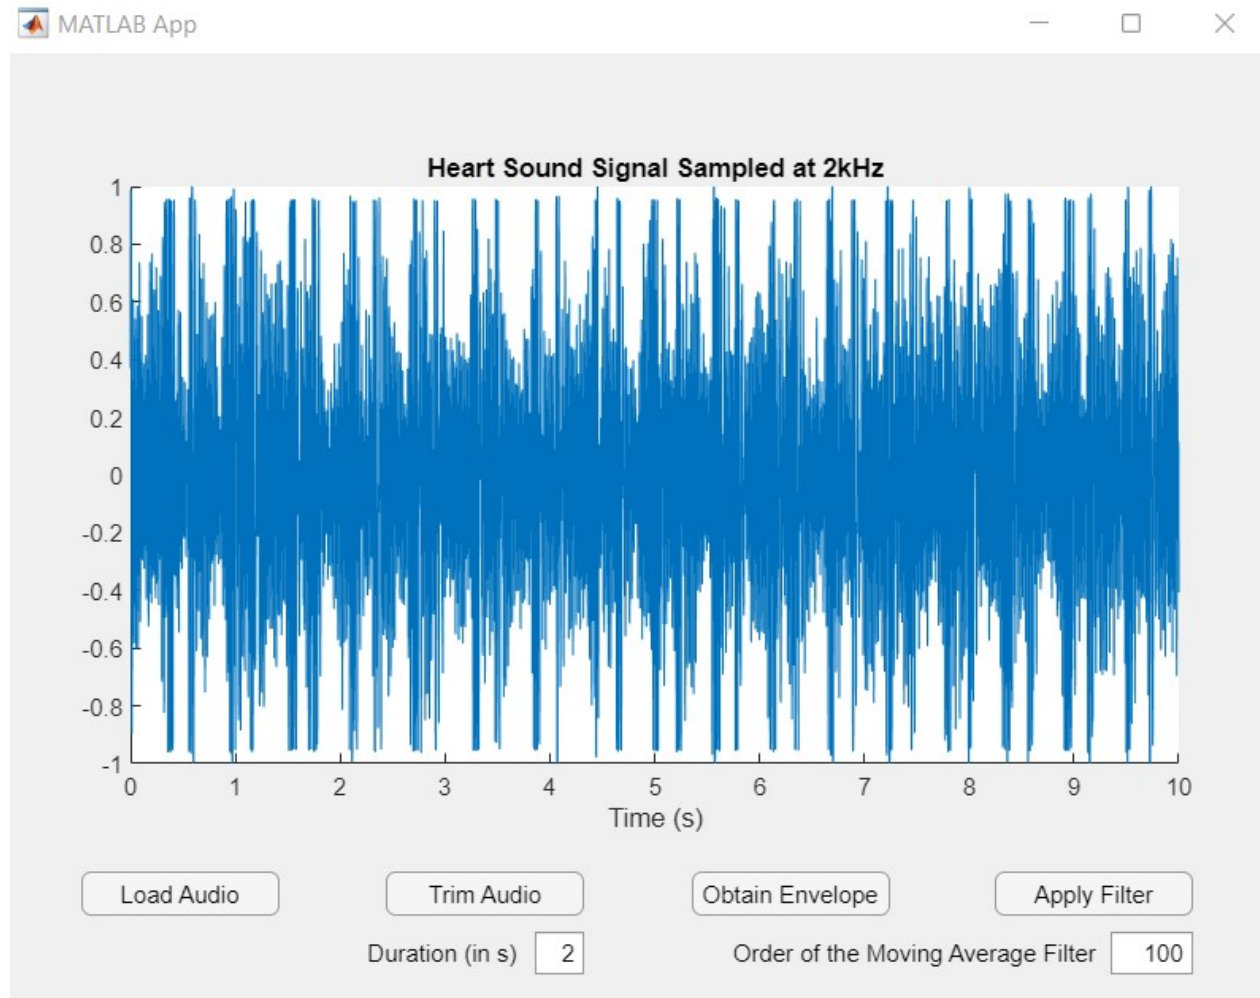 MATLAB App
Heart Sound Signal Sampled at 2kHz
1
0.8
0.6
0.4
0.2
0
-0.2
-0.4
-0.6
-0.8
-1
0 1 2 3 4 5 6 7 8 9 10
Time (s)
Load Audio Trim Audio Obtain Envelope Apply Filter
Duration (in s) 2 Order of the Moving Average Filter 100